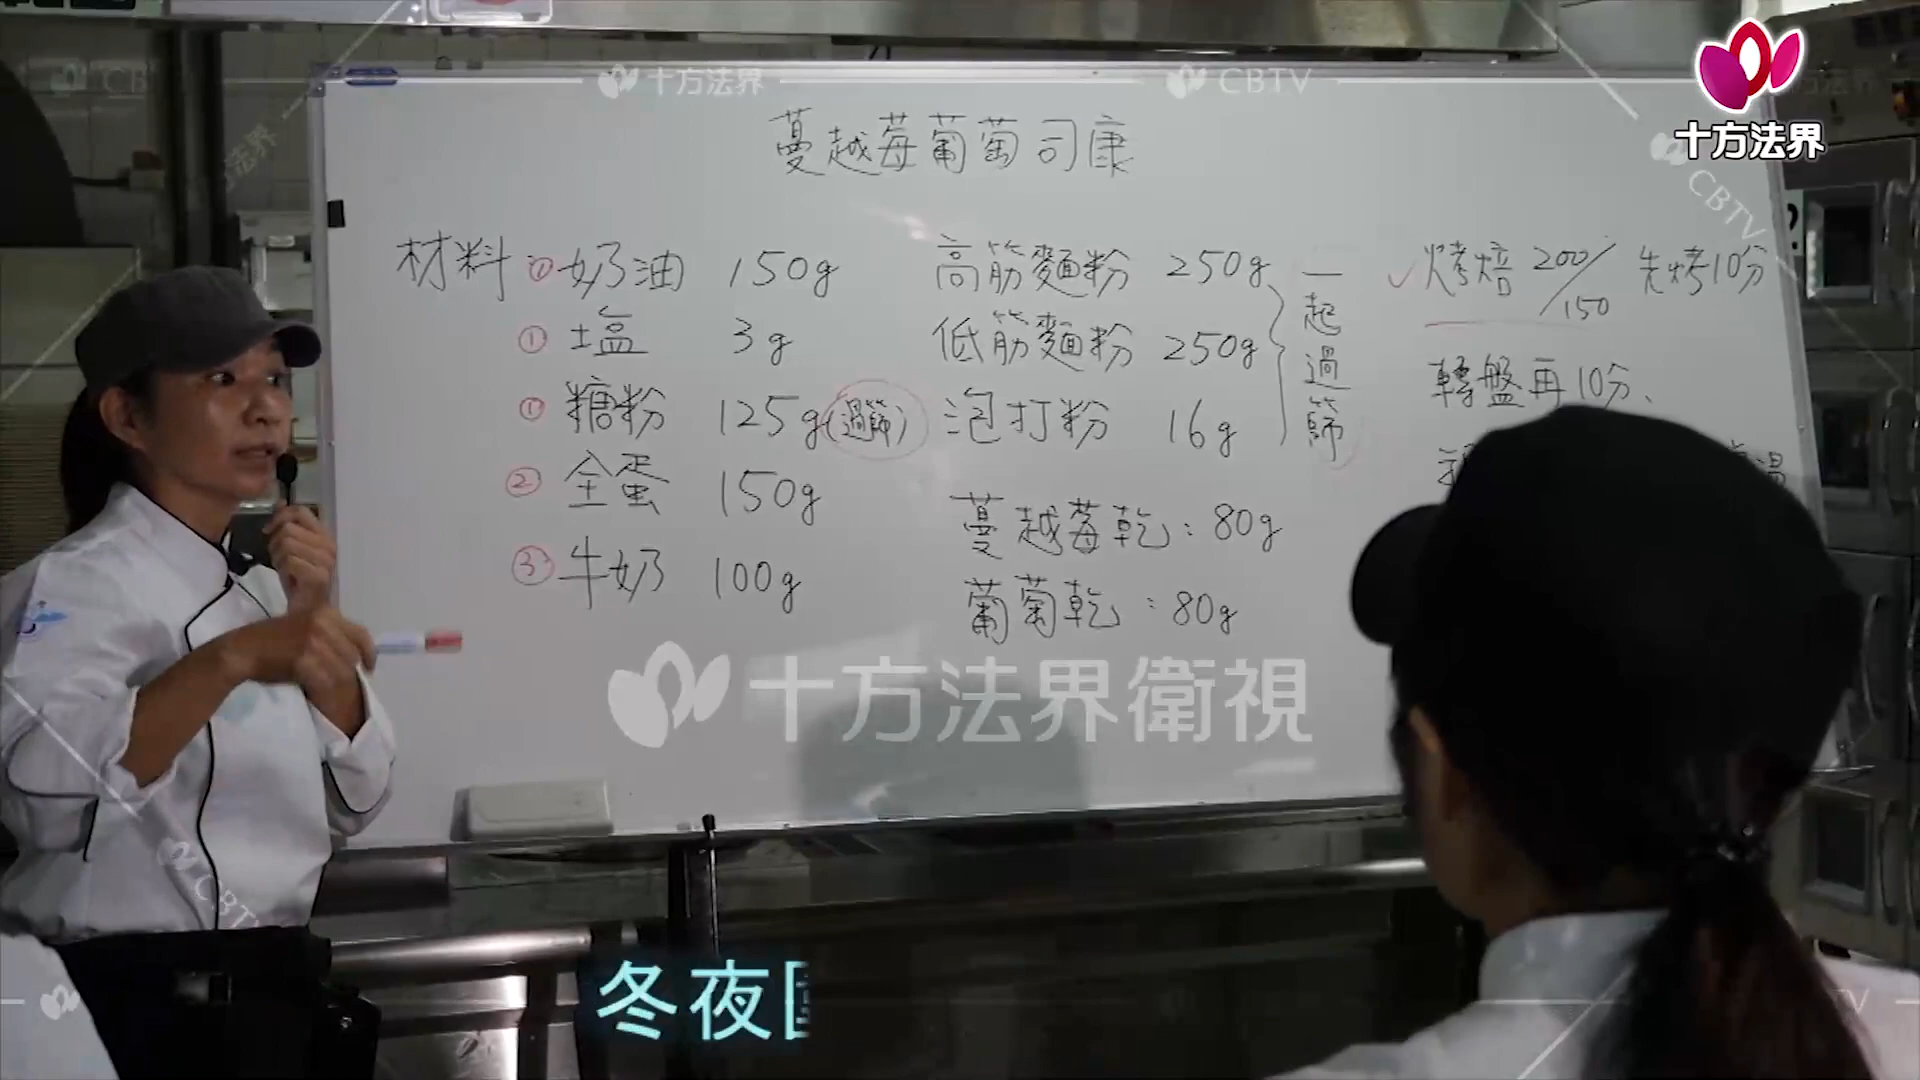 十方法界
CBTV
十方法界
蔓越莓葡萄司康
材料 ①奶油 150g
①塩 3g
①糖粉 125g(過篩)
②全蛋 150g
③牛奶 100g
高筋麵粉 250g
低筋麵粉 250g
泡打粉 16g
一起過篩
蔓越莓乾:80g
葡萄乾:80g
✓烤焙 200/150 先烤10分
轉盤再10分、
十方法界衛視
冬夜
CBTV
CBTV